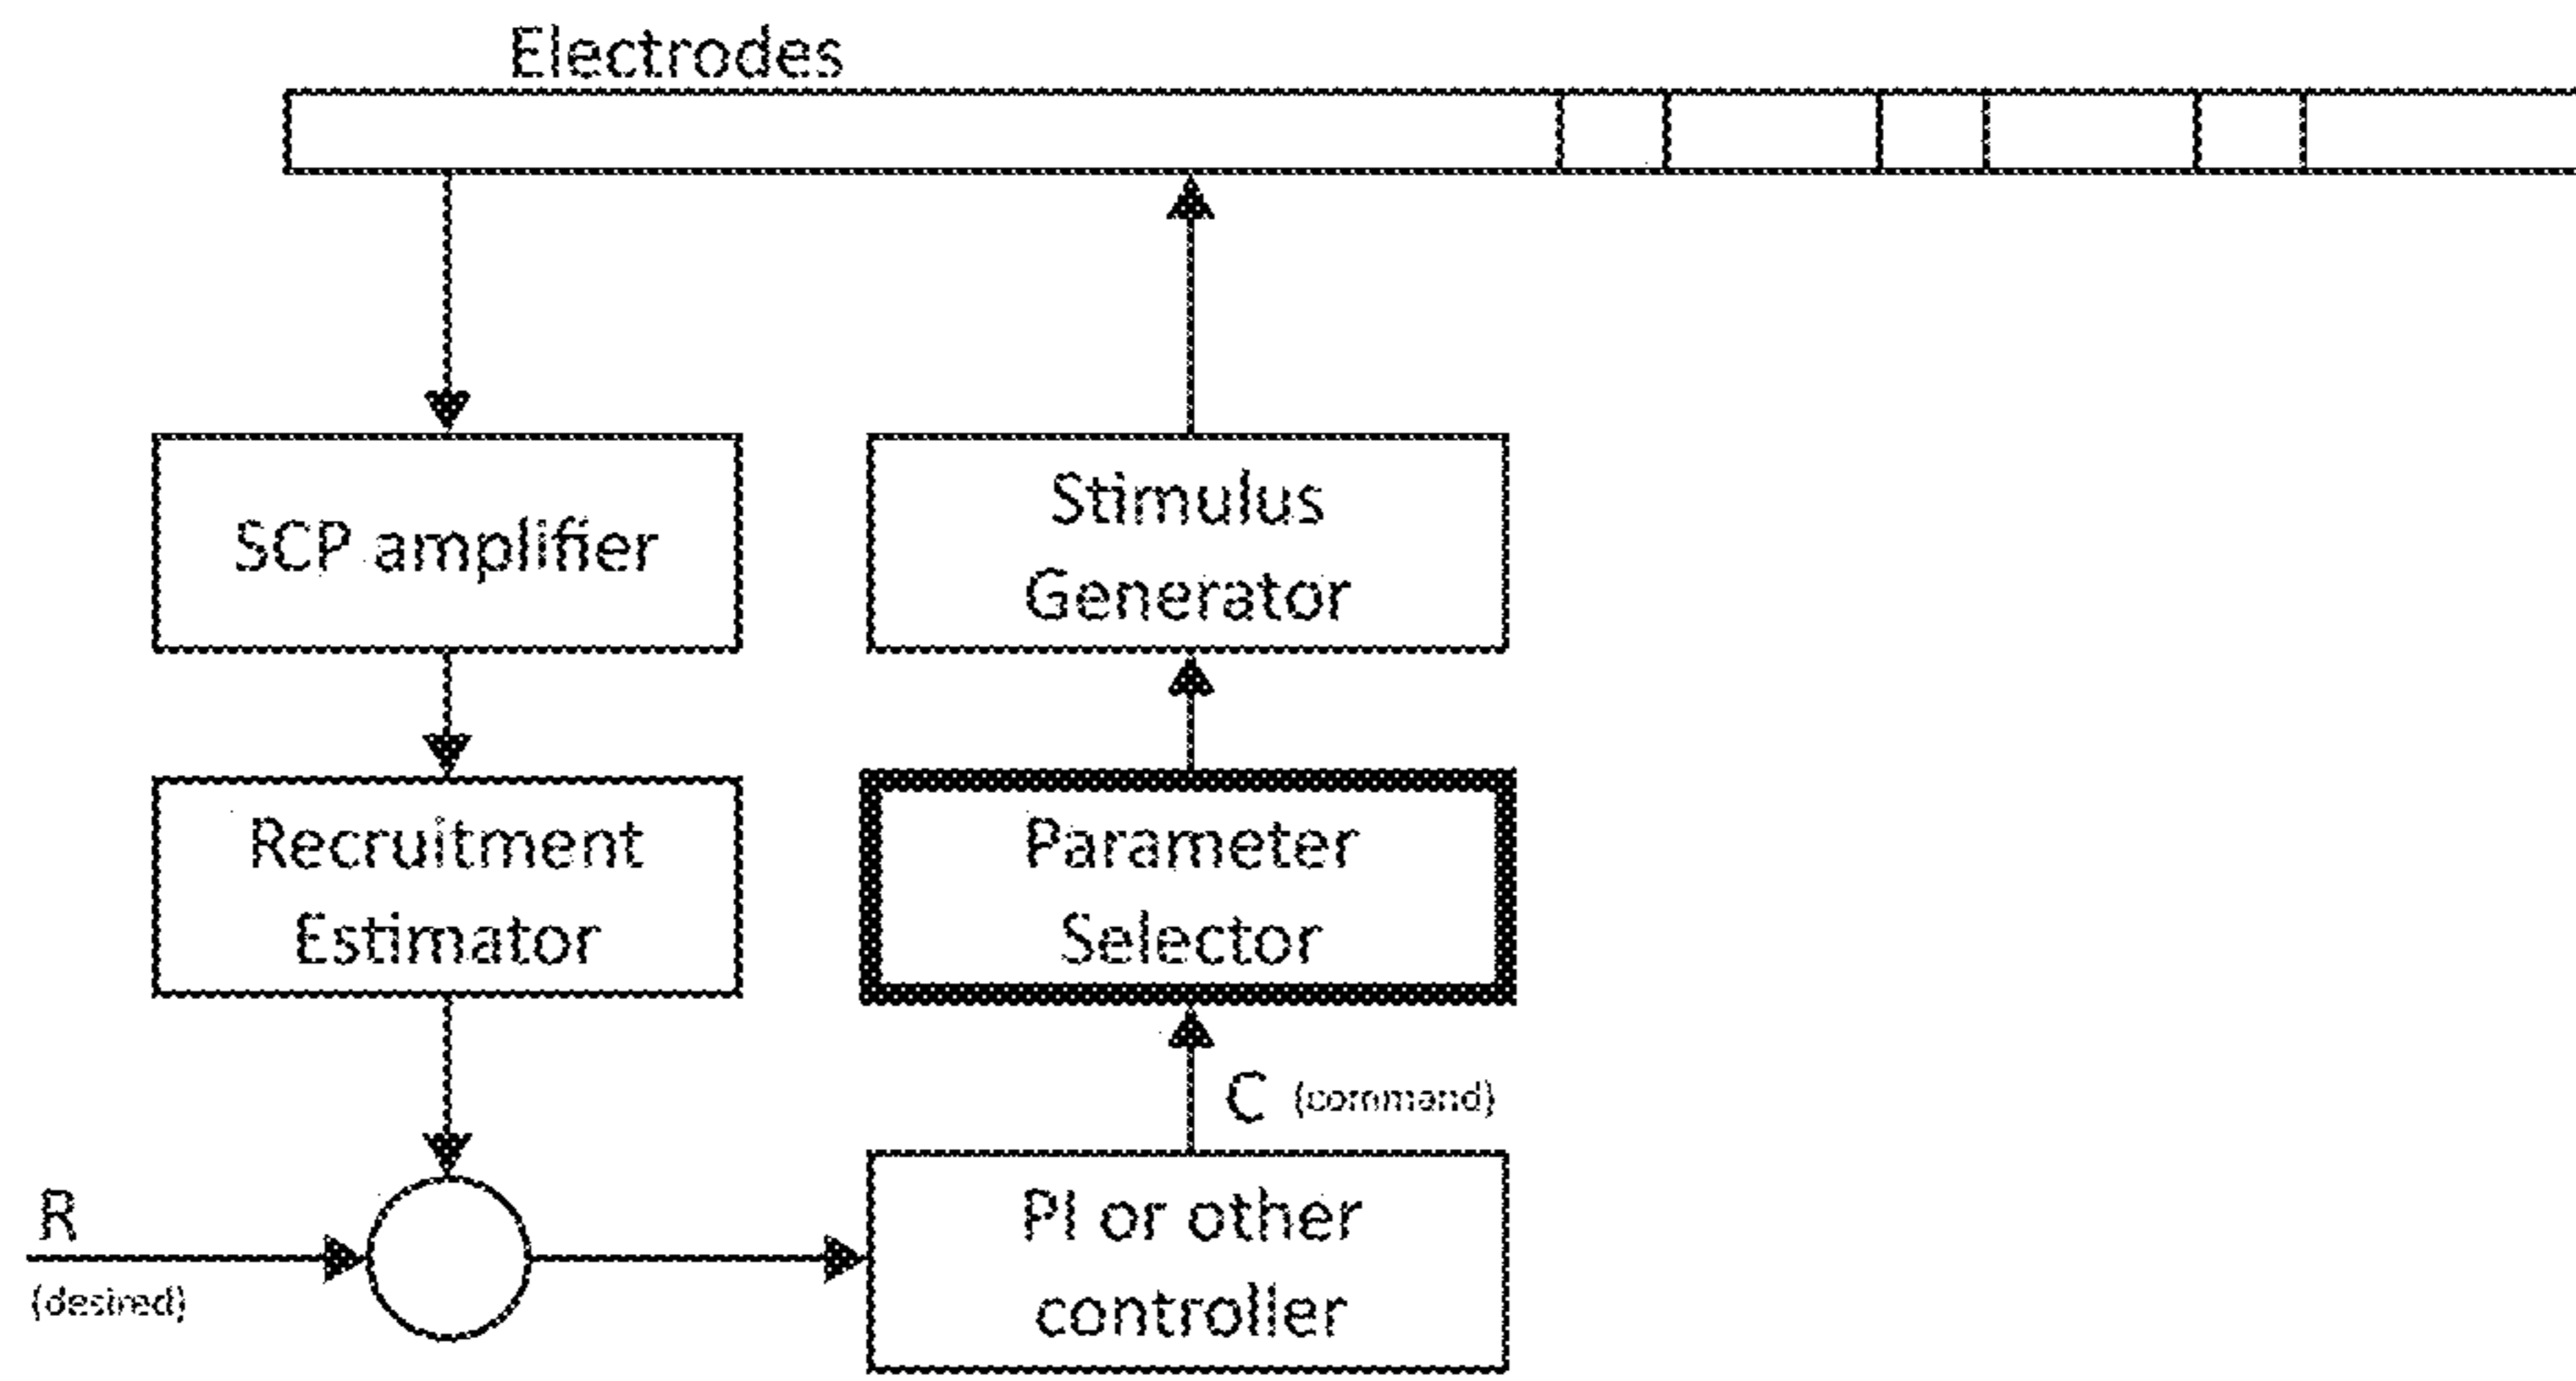 Electrodes
SCP amplifier
Stimulus
Generator
Recruitment
Estimator
Parameter
Selector
C (command)
R
(desired)
PI or other
controller